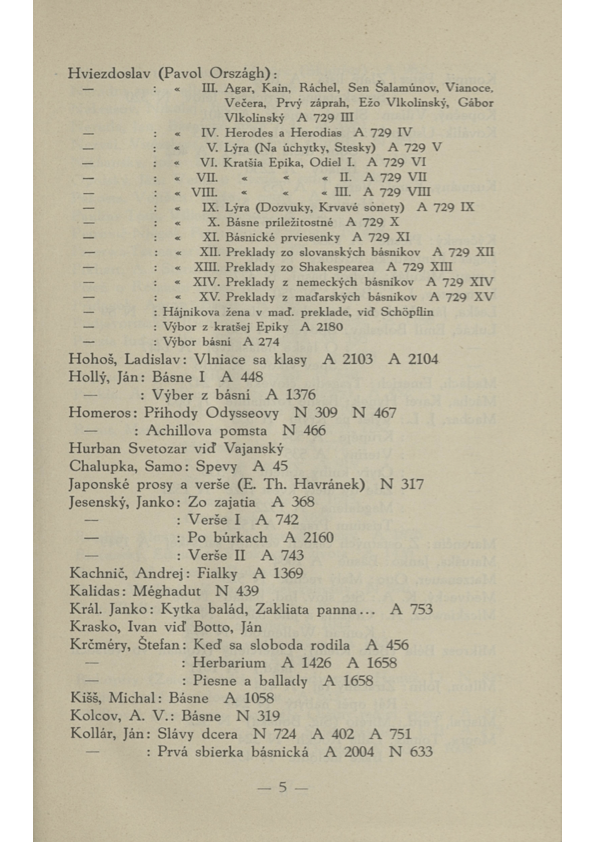 Hviezdoslav (Pavol Országh):
— : « III. Agar, Kain, Ráchel, Sen Šalamúnov, Vianoce,
Večera, Prvý záprah, Ežo Vlkolinský, Gábor
Vlkolinský A 729 III
— : « IV. Herodes a Herodias A 729 IV
— : « V. Lýra (Na úchytky, Stesky) A 729 V
— : « VI. Kratšia Epika, Odiel I. A 729 VI
— : « VII. « « « II. A 729 VII
— : « VIII. « « « III. A 729 VIII
— : « IX. Lýra (Dozvuky, Krvavé sonety) A 729 IX
— : « X. Básne príležitostné A 729 X
— : « XI. Básnické prviesenky A 729 XI
— : « XII. Preklady zo slovanských básnikov A 729 XII
— : « XIII. Preklady zo Shakespearea A 729 XIII
— : « XIV. Preklady z nemeckých básnikov A 729 XIV
— : « XV. Preklady z maďarských básnikov A 729 XV
— : Hájnikova žena v maď. preklade, viď Schöpflin
— : Výbor z kratšej Epiky A 2180
— : Výbor básní A 274
Hohoš, Ladislav: Vlniace sa klasy A 2103 A 2104
Hollý, Ján: Básne I A 448
— : Výber z básní A 1376
Homeros: Příhody Odysseovy N 309 N 467
— : Achillova pomsta N 466
Hurban Svetozar viď Vajanský
Chalupka, Samo: Spevy A 45
Japonské prosy a verše (E. Th. Havránek) N 317
Jesenský, Janko: Zo zajatia A 368
— : Verše I A 742
— : Po búrkach A 2160
— : Verše II A 743
Kachnič, Andrej: Fialky A 1369
Kalidas: Méghadut N 439
Král. Janko: Kytka balád, Zakliata panna... A 753
Krasko, Ivan viď Botto, Ján
Krčméry, Štefan: Keď sa sloboda rodila A 456
— : Herbarium A 1426 A 1658
— : Piesne a ballady A 1658
Kišš, Michal: Básne A 1058
Kolcov, A. V.: Básne N 319
Kollár, Ján: Slávy dcera N 724 A 402 A 751
— : Prvá sbierka básnická A 2004 N 633
— 5 —